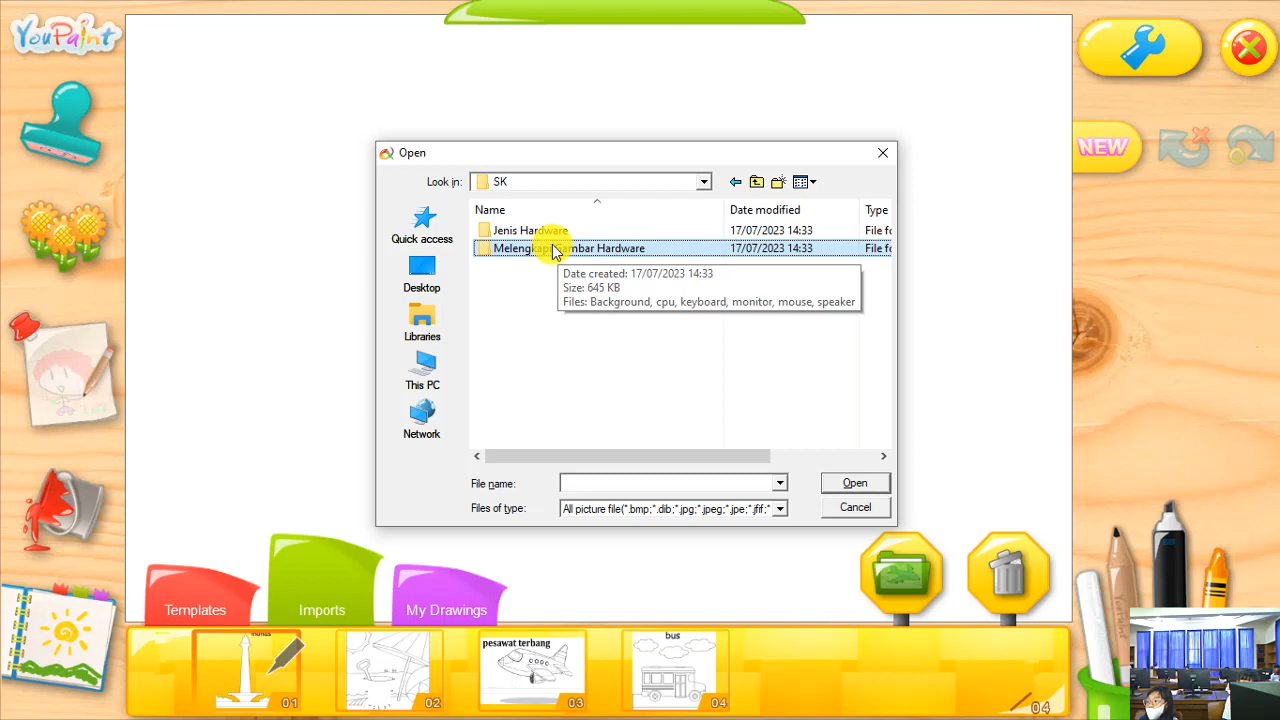 YouPaint
NEW
Open
Look in:
SK
Name
Date modified
Type
Jenis Hardware
17/07/2023 14:33
File fo
17/07/2023 14:33
File fo
Date created: 17/07/2023 14:33
Size: 645 KB
Files: Background, cpu, keyboard, monitor, mouse, speaker
Quick access
Desktop
Libraries
This PC
Network
File name:
Open
Files of type:
All picture file(*.bmp;*.dib;*.jpg;*.jpeg;*.jpe;*.jfif;*
Cancel
Templates
Imports
My Drawings
01
02
pesawat terbang
03
bus
04
04